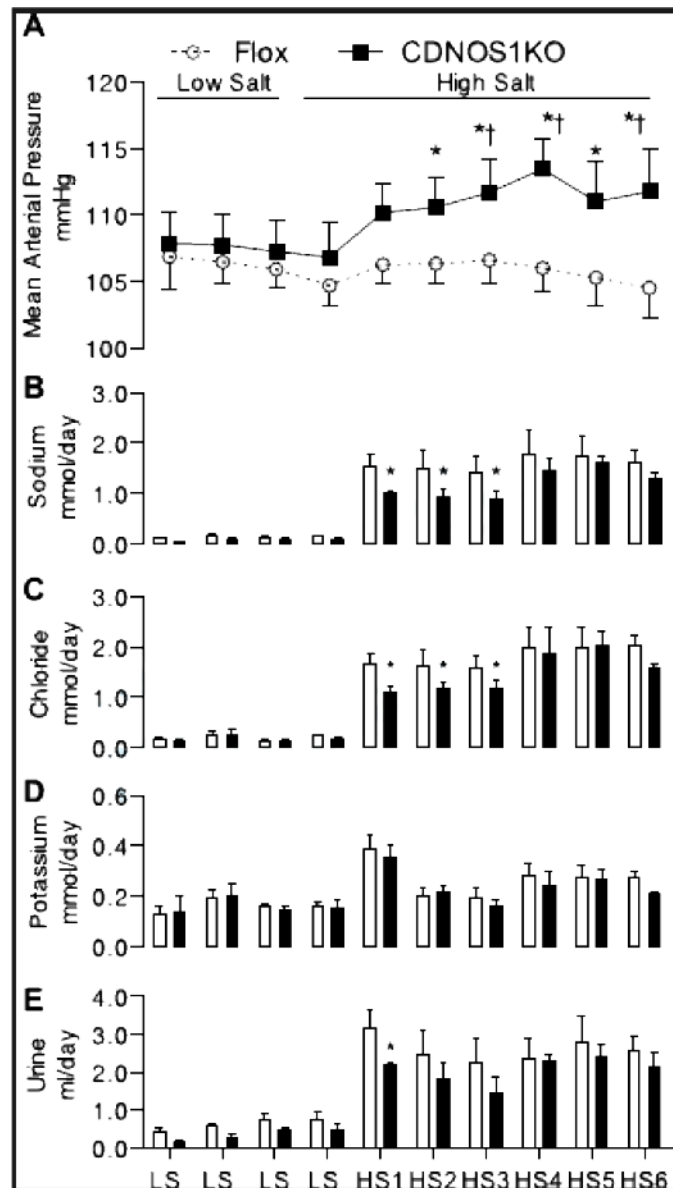 A
Flox CDNOS1KO
Low Salt High Salt
120
115
110
105
100
Mean Arterial Pressure
mmHg
* *† *† * *†
B
3.0
2.0
1.0
0.0
Sodium
mmol/day
* * *
C
3.0
2.0
1.0
0.0
Chloride
mmol/day
* * *
D
0.6
0.4
0.2
0.0
Potassium
mmol/day
E
4.0
3.0
2.0
1.0
0.0
Urine
ml/day
*
LS LS LS LS HS1 HS2 HS3 HS4 HS5 HS6